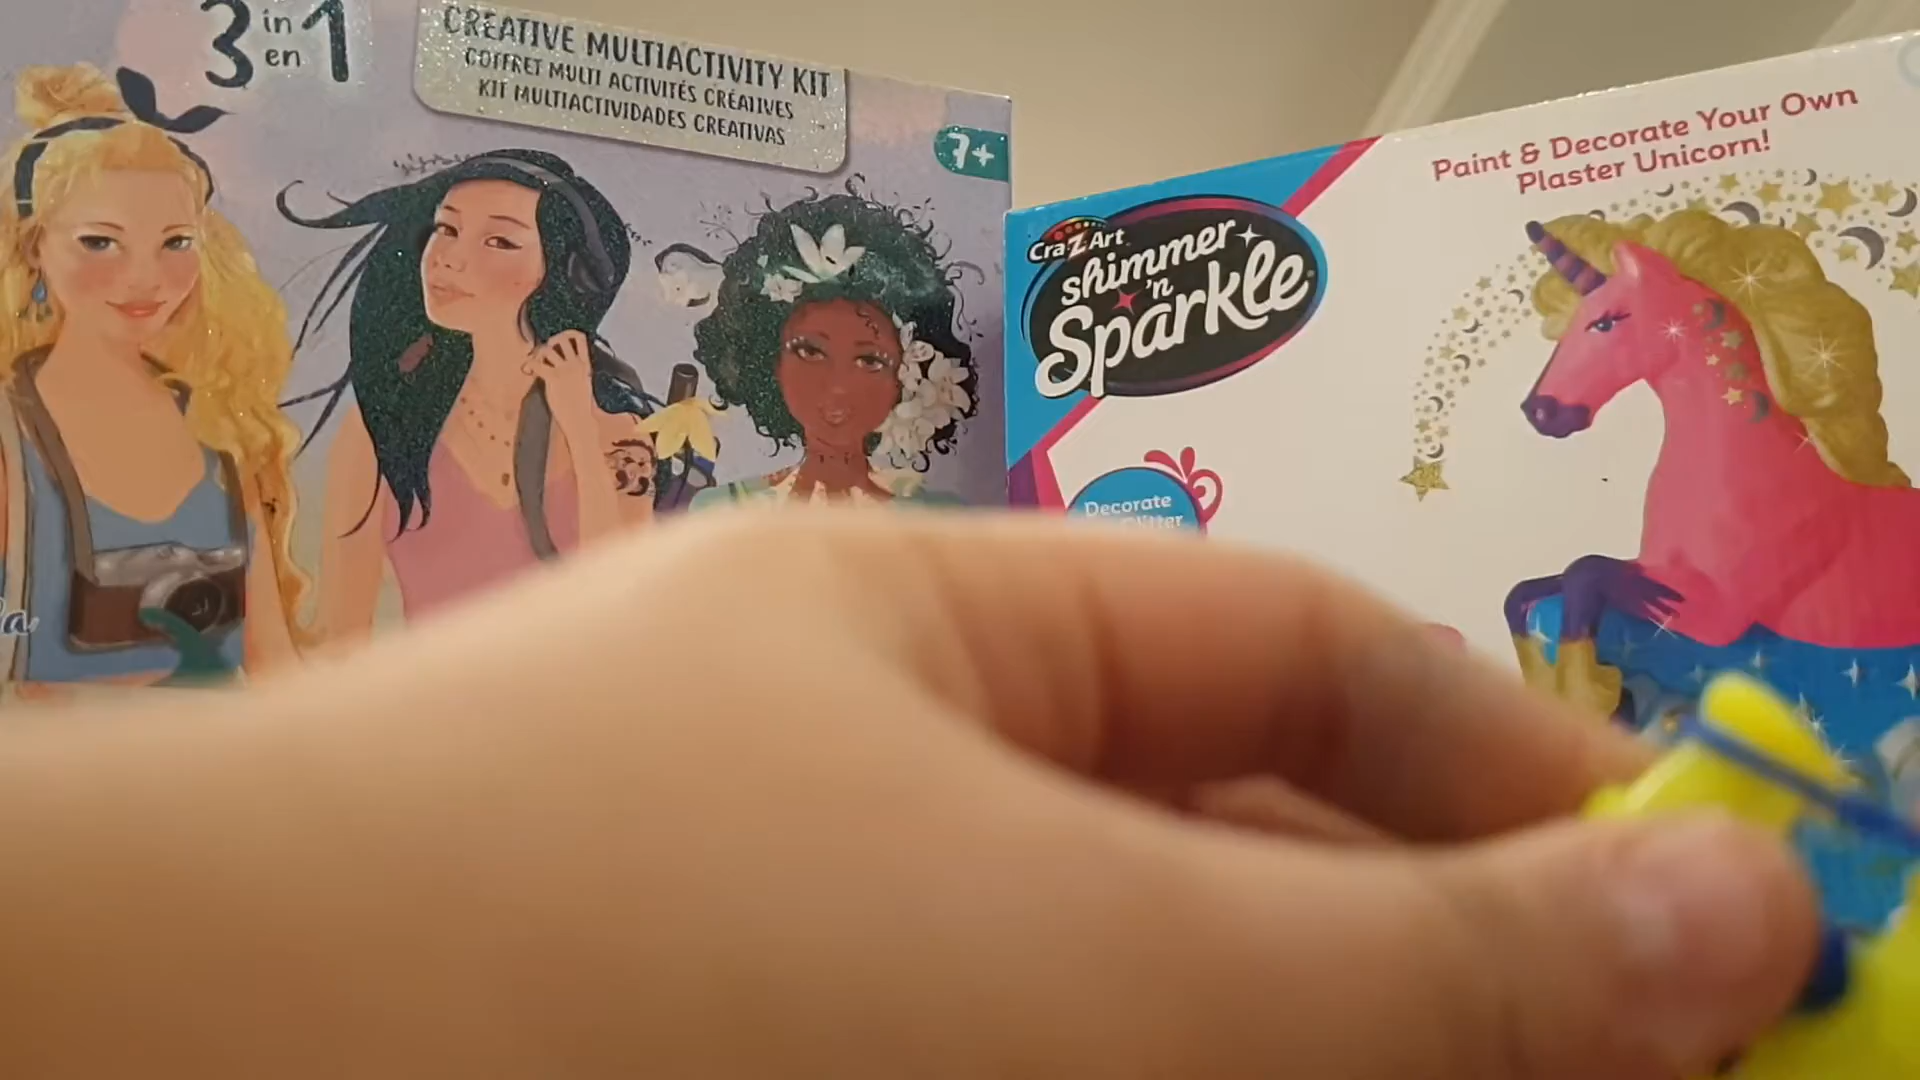 3 in en 1
CREATIVE MULTIACTIVITY KIT
COFFRET MULTI ACTIVITÉS CRÉATIVES
KIT MULTIACTIVIDADES CREATIVAS
7+
Paint & Decorate Your Own
Plaster Unicorn!
Cra-Z-Art
shimmer
'n
Sparkle
Decorate
Glitter